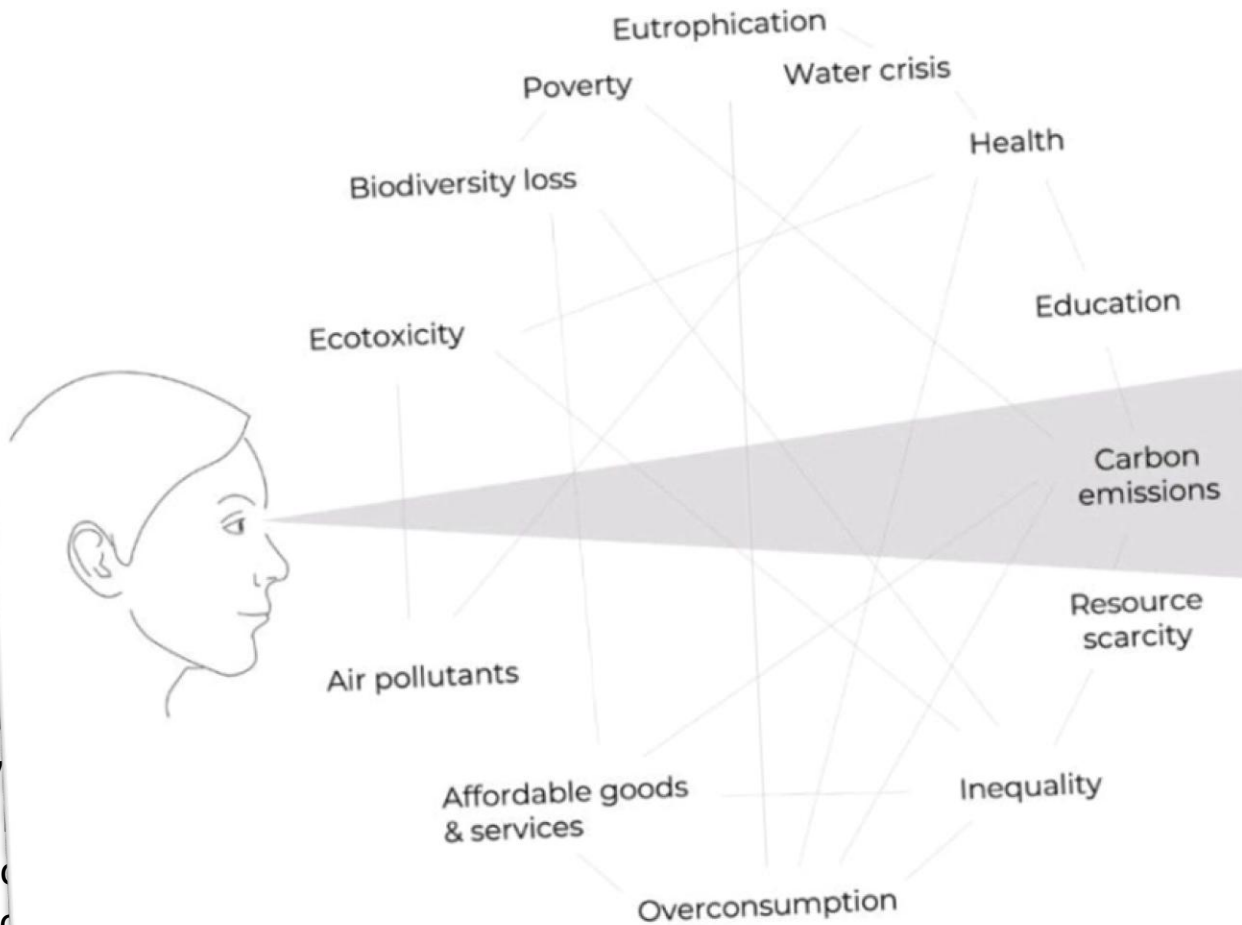 Eutrophication
Poverty
Water crisis
Health
Biodiversity loss
Education
Ecotoxicity
Carbon
emissions
Resource
scarcity
Air pollutants
Affordable goods
& services
Inequality
Overconsumption